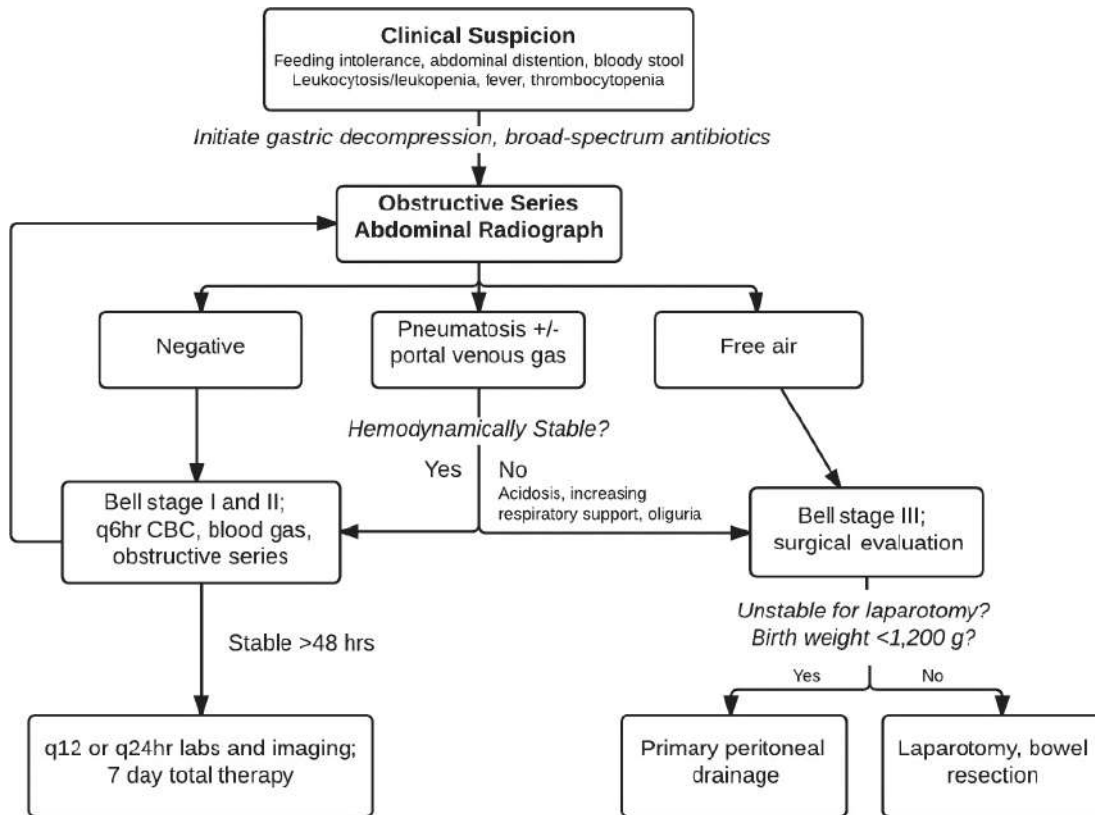 Clinical Suspicion
Feeding intolerance, abdominal distention, bloody stool
Leukocytosis/leukopenia, fever, thrombocytopenia
Initiate gastric decompression, broad-spectrum antibiotics
Obstructive Series
Abdominal Radiograph
Negative
Pneumatosis +/-
portal venous gas
Free air
Hemodynamically Stable?
Yes
No
Acidosis, increasing
respiratory support, oliguria
Bell stage I and II;
q6hr CBC, blood gas,
obstructive series
Bell stage III;
surgical evaluation
Stable >48 hrs
Unstable for laparotomy?
Birth weight <1,200 g?
Yes
No
q12 or q24hr labs and imaging;
7 day total therapy
Primary peritoneal
drainage
Laparotomy, bowel
resection